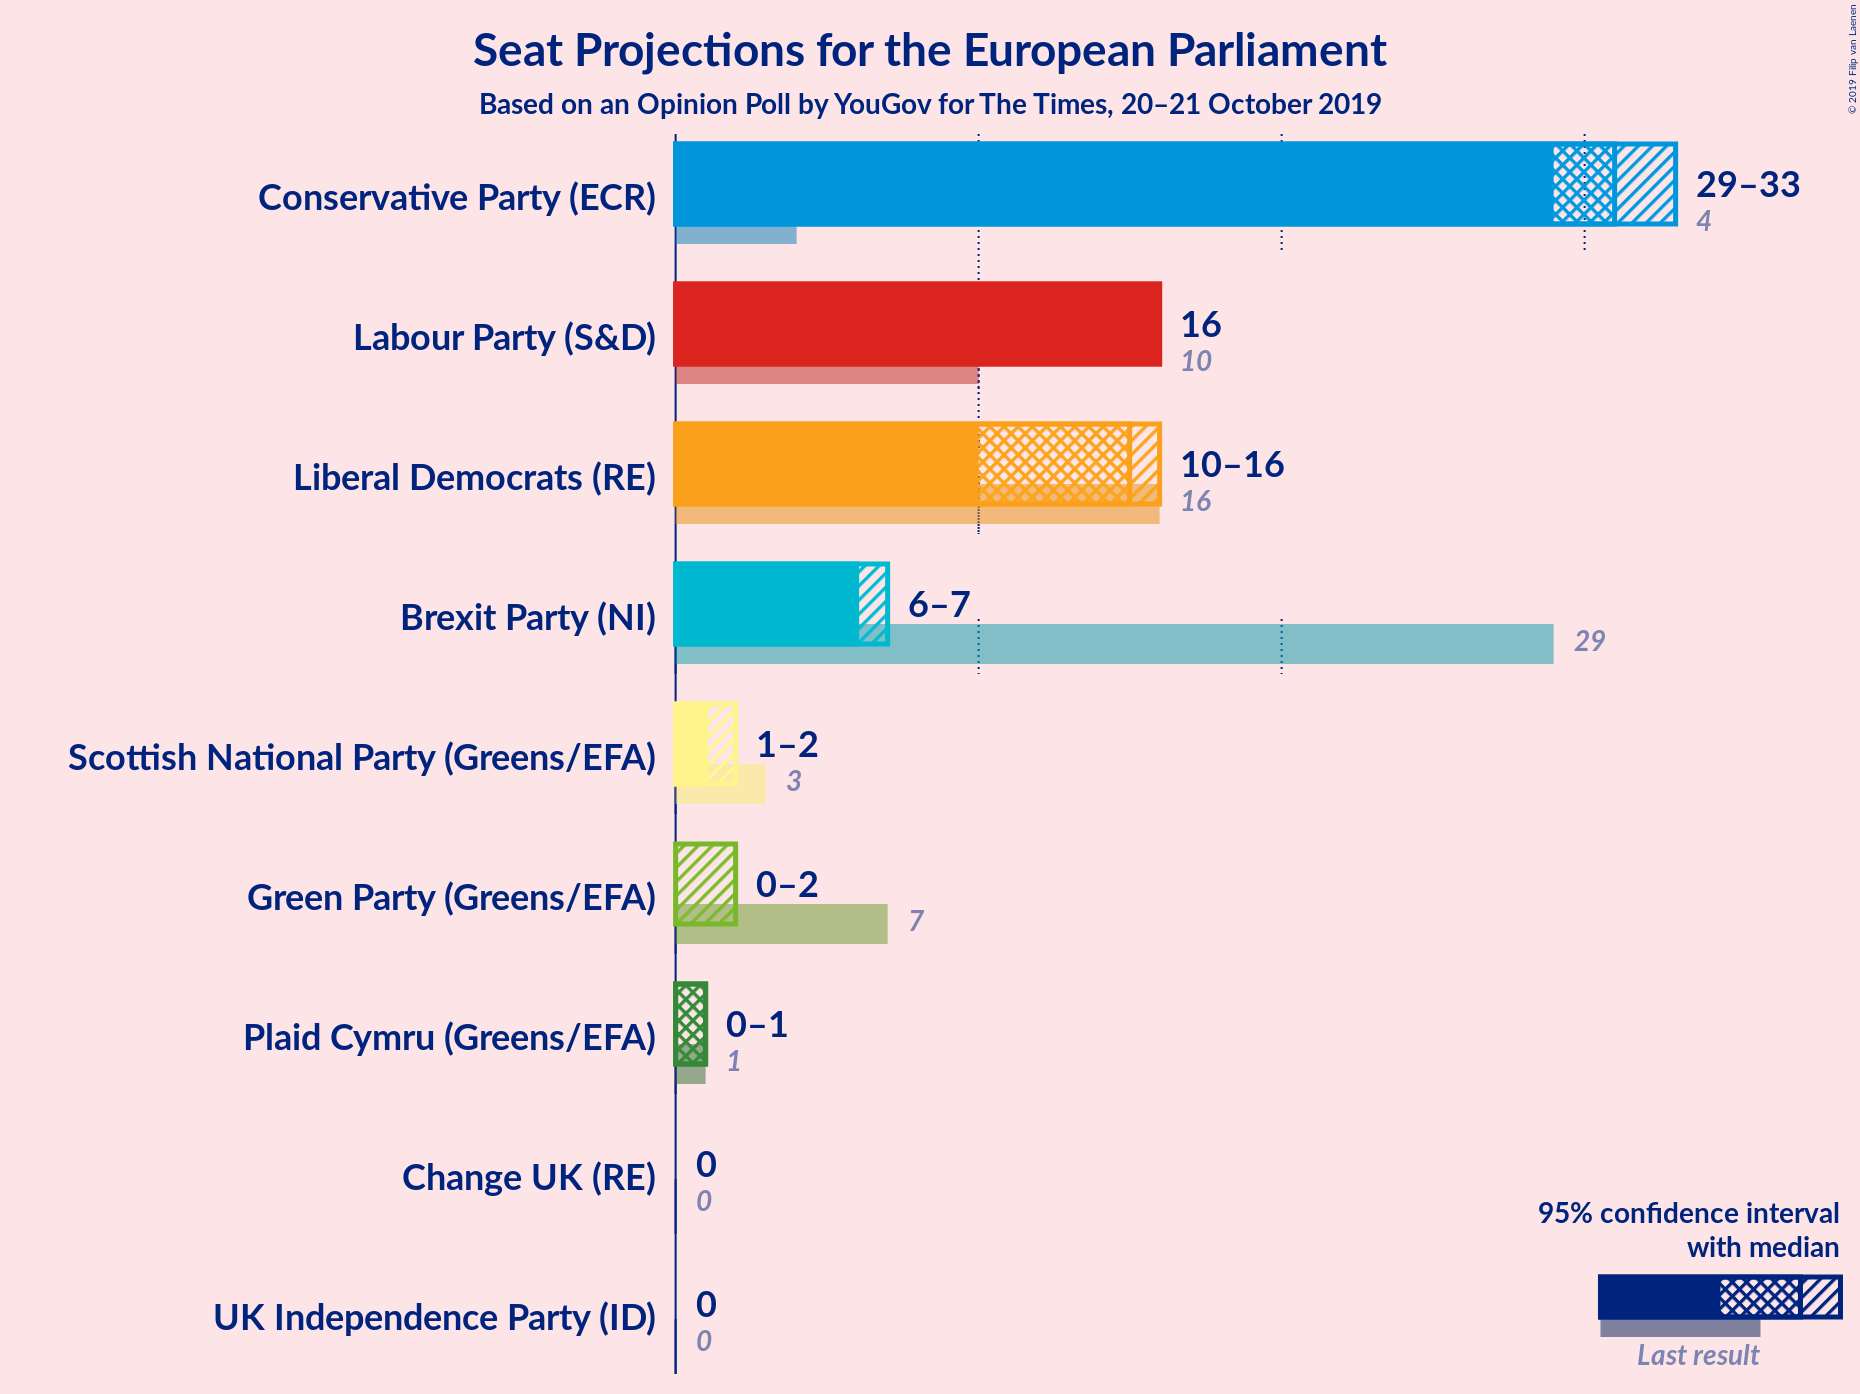 Seat Projections for the European Parliament
Based on an Opinion Poll by YouGov for The Times, 20–21 October 2019
© 2019 Filip van Laenen
Conservative Party (ECR)
29–33
4
Labour Party (S&D)
16
10
Liberal Democrats (RE)
10–16
16
Brexit Party (NI)
6–7
29
Scottish National Party (Greens/EFA)
1–2
3
Green Party (Greens/EFA)
0–2
7
Plaid Cymru (Greens/EFA)
0–1
1
Change UK (RE)
0
0
UK Independence Party (ID)
0
0
95% confidence interval
with median
Last result